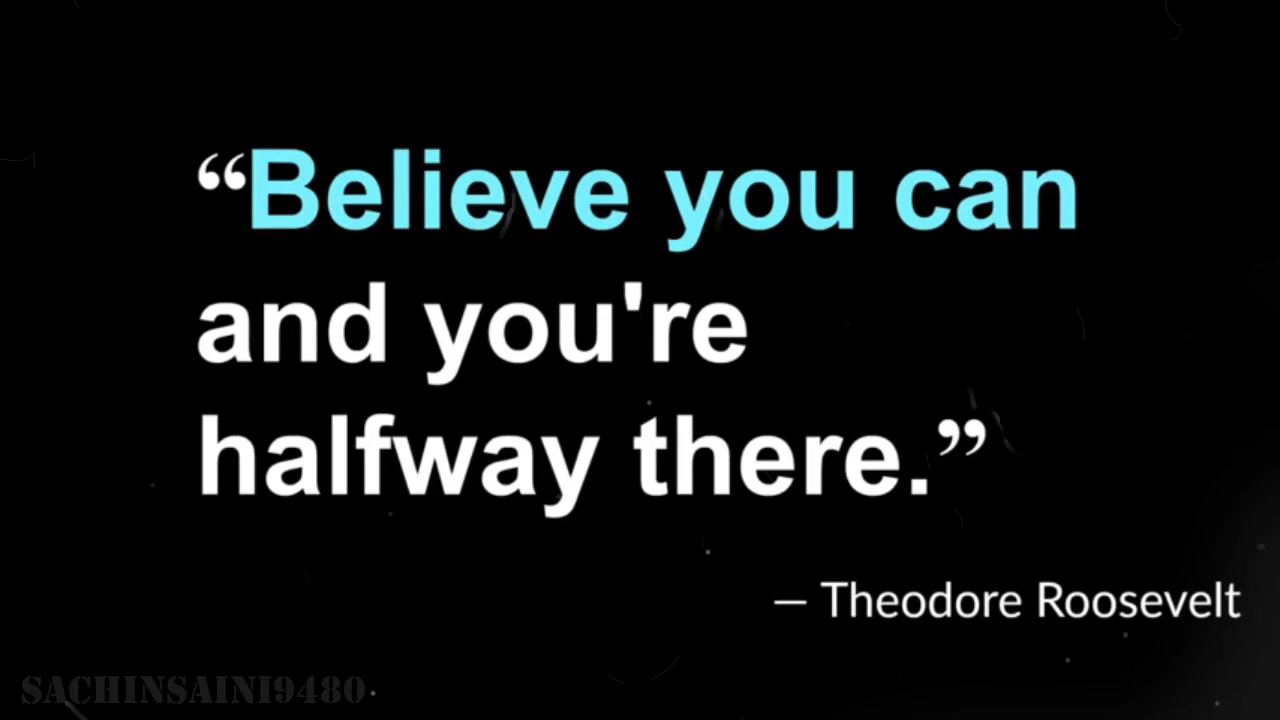 “Believe you can
and you're
halfway there.”
— Theodore Roosevelt
SACHINSAINI9480